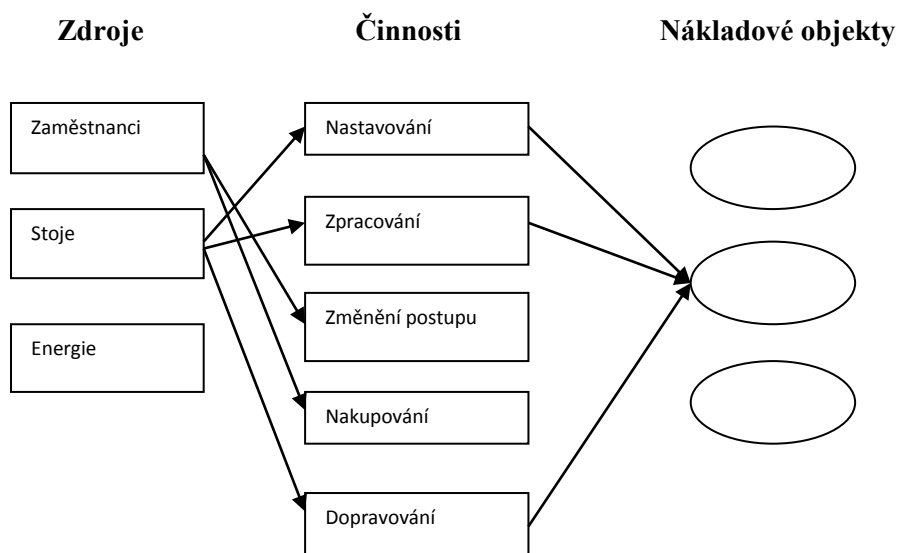 Zdroje
Činnosti
Nákladové objekty
Zaměstnanci
Nastavování
Stoje
Zpracování
Energie
Změnění postupu
Nakupování
Dopravování